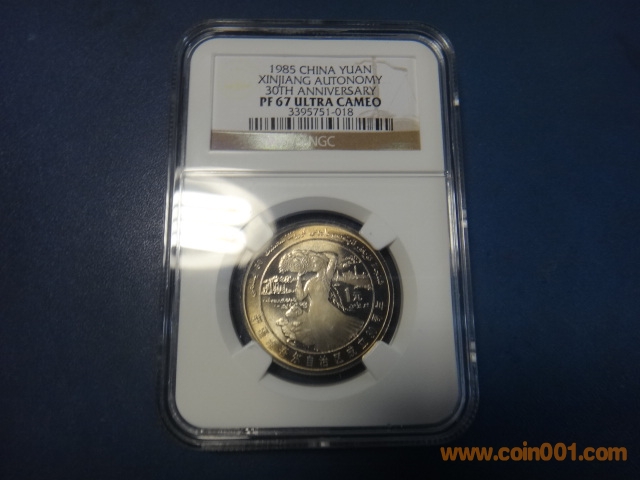 1985 CHINA YUAN
XINJIANG AUTONOMY
30TH ANNIVERSARY
PF 67 ULTRA CAMEO
3395751-018
NGC
www.coin001.com